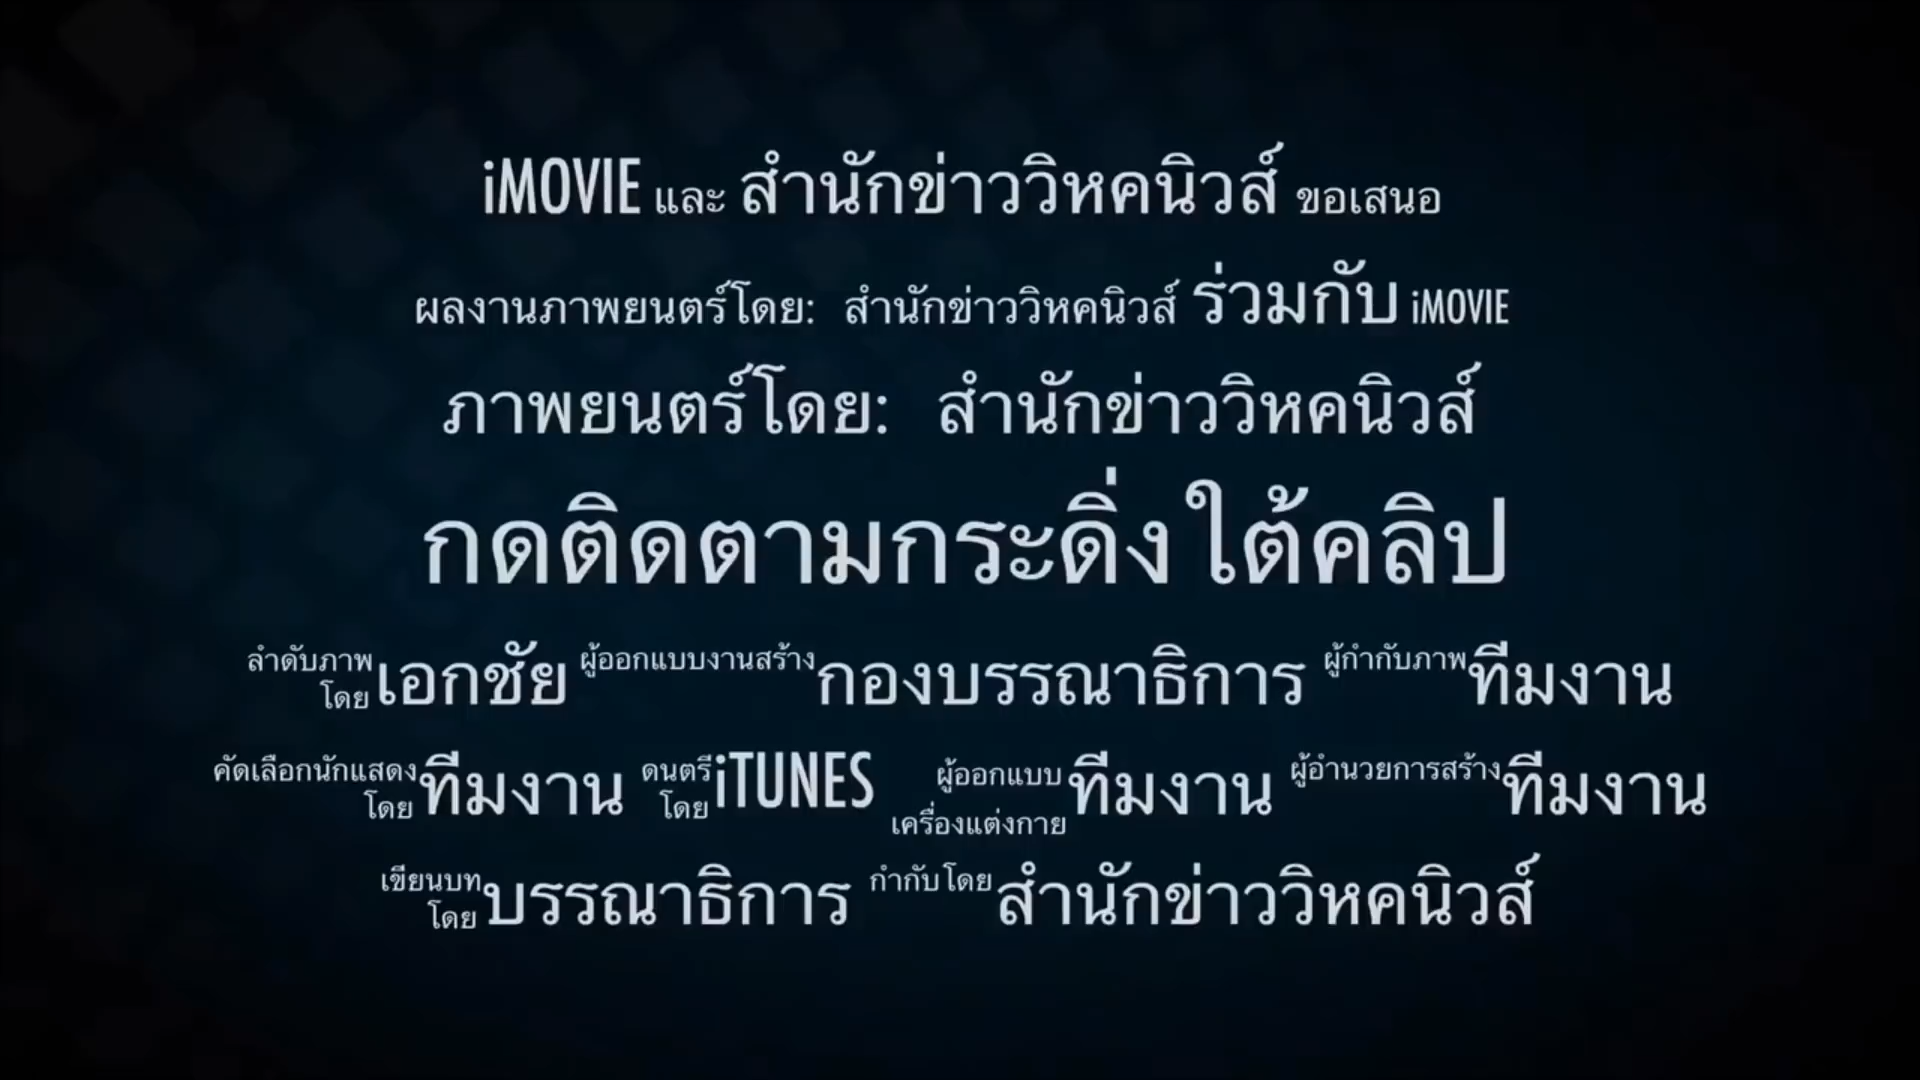 iMOVIE และ สำนักข่าววิหคนิวส์ ขอเสนอ
ผลงานภาพยนตร์โดย: สำนักข่าววิหคนิวส์ ร่วมกับ iMOVIE
ภาพยนตร์โดย: สำนักข่าววิหคนิวส์
กดติดตามกระดิ่งใต้คลิป
ลำดับภาพโดย เอกชัย ผู้ออกแบบงานสร้าง กองบรรณาธิการ ผู้กำกับภาพ ทีมงาน
คัดเลือกนักแสดงโดย ทีมงาน ดนตรีโดย iTUNES ผู้ออกแบบเครื่องแต่งกาย ทีมงาน ผู้อำนวยการสร้าง ทีมงาน
เขียนบทโดย บรรณาธิการ กำกับโดย สำนักข่าววิหคนิวส์